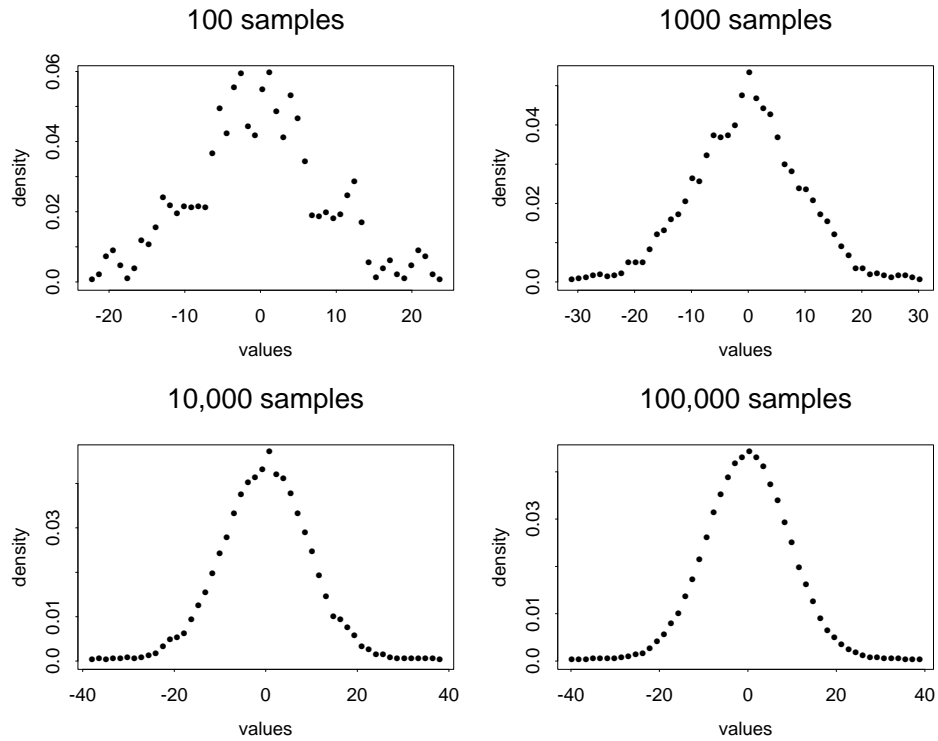 100 samples
1000 samples
density
0.0 0.02 0.04 0.06
-20 -10 0 10 20
values
density
0.0 0.02 0.04
-30 -20 -10 0 10 20 30
values
10,000 samples
100,000 samples
density
0.0 0.01 0.03
-40 -20 0 20 40
values
density
0.0 0.01 0.03
-40 -20 0 20 40
values